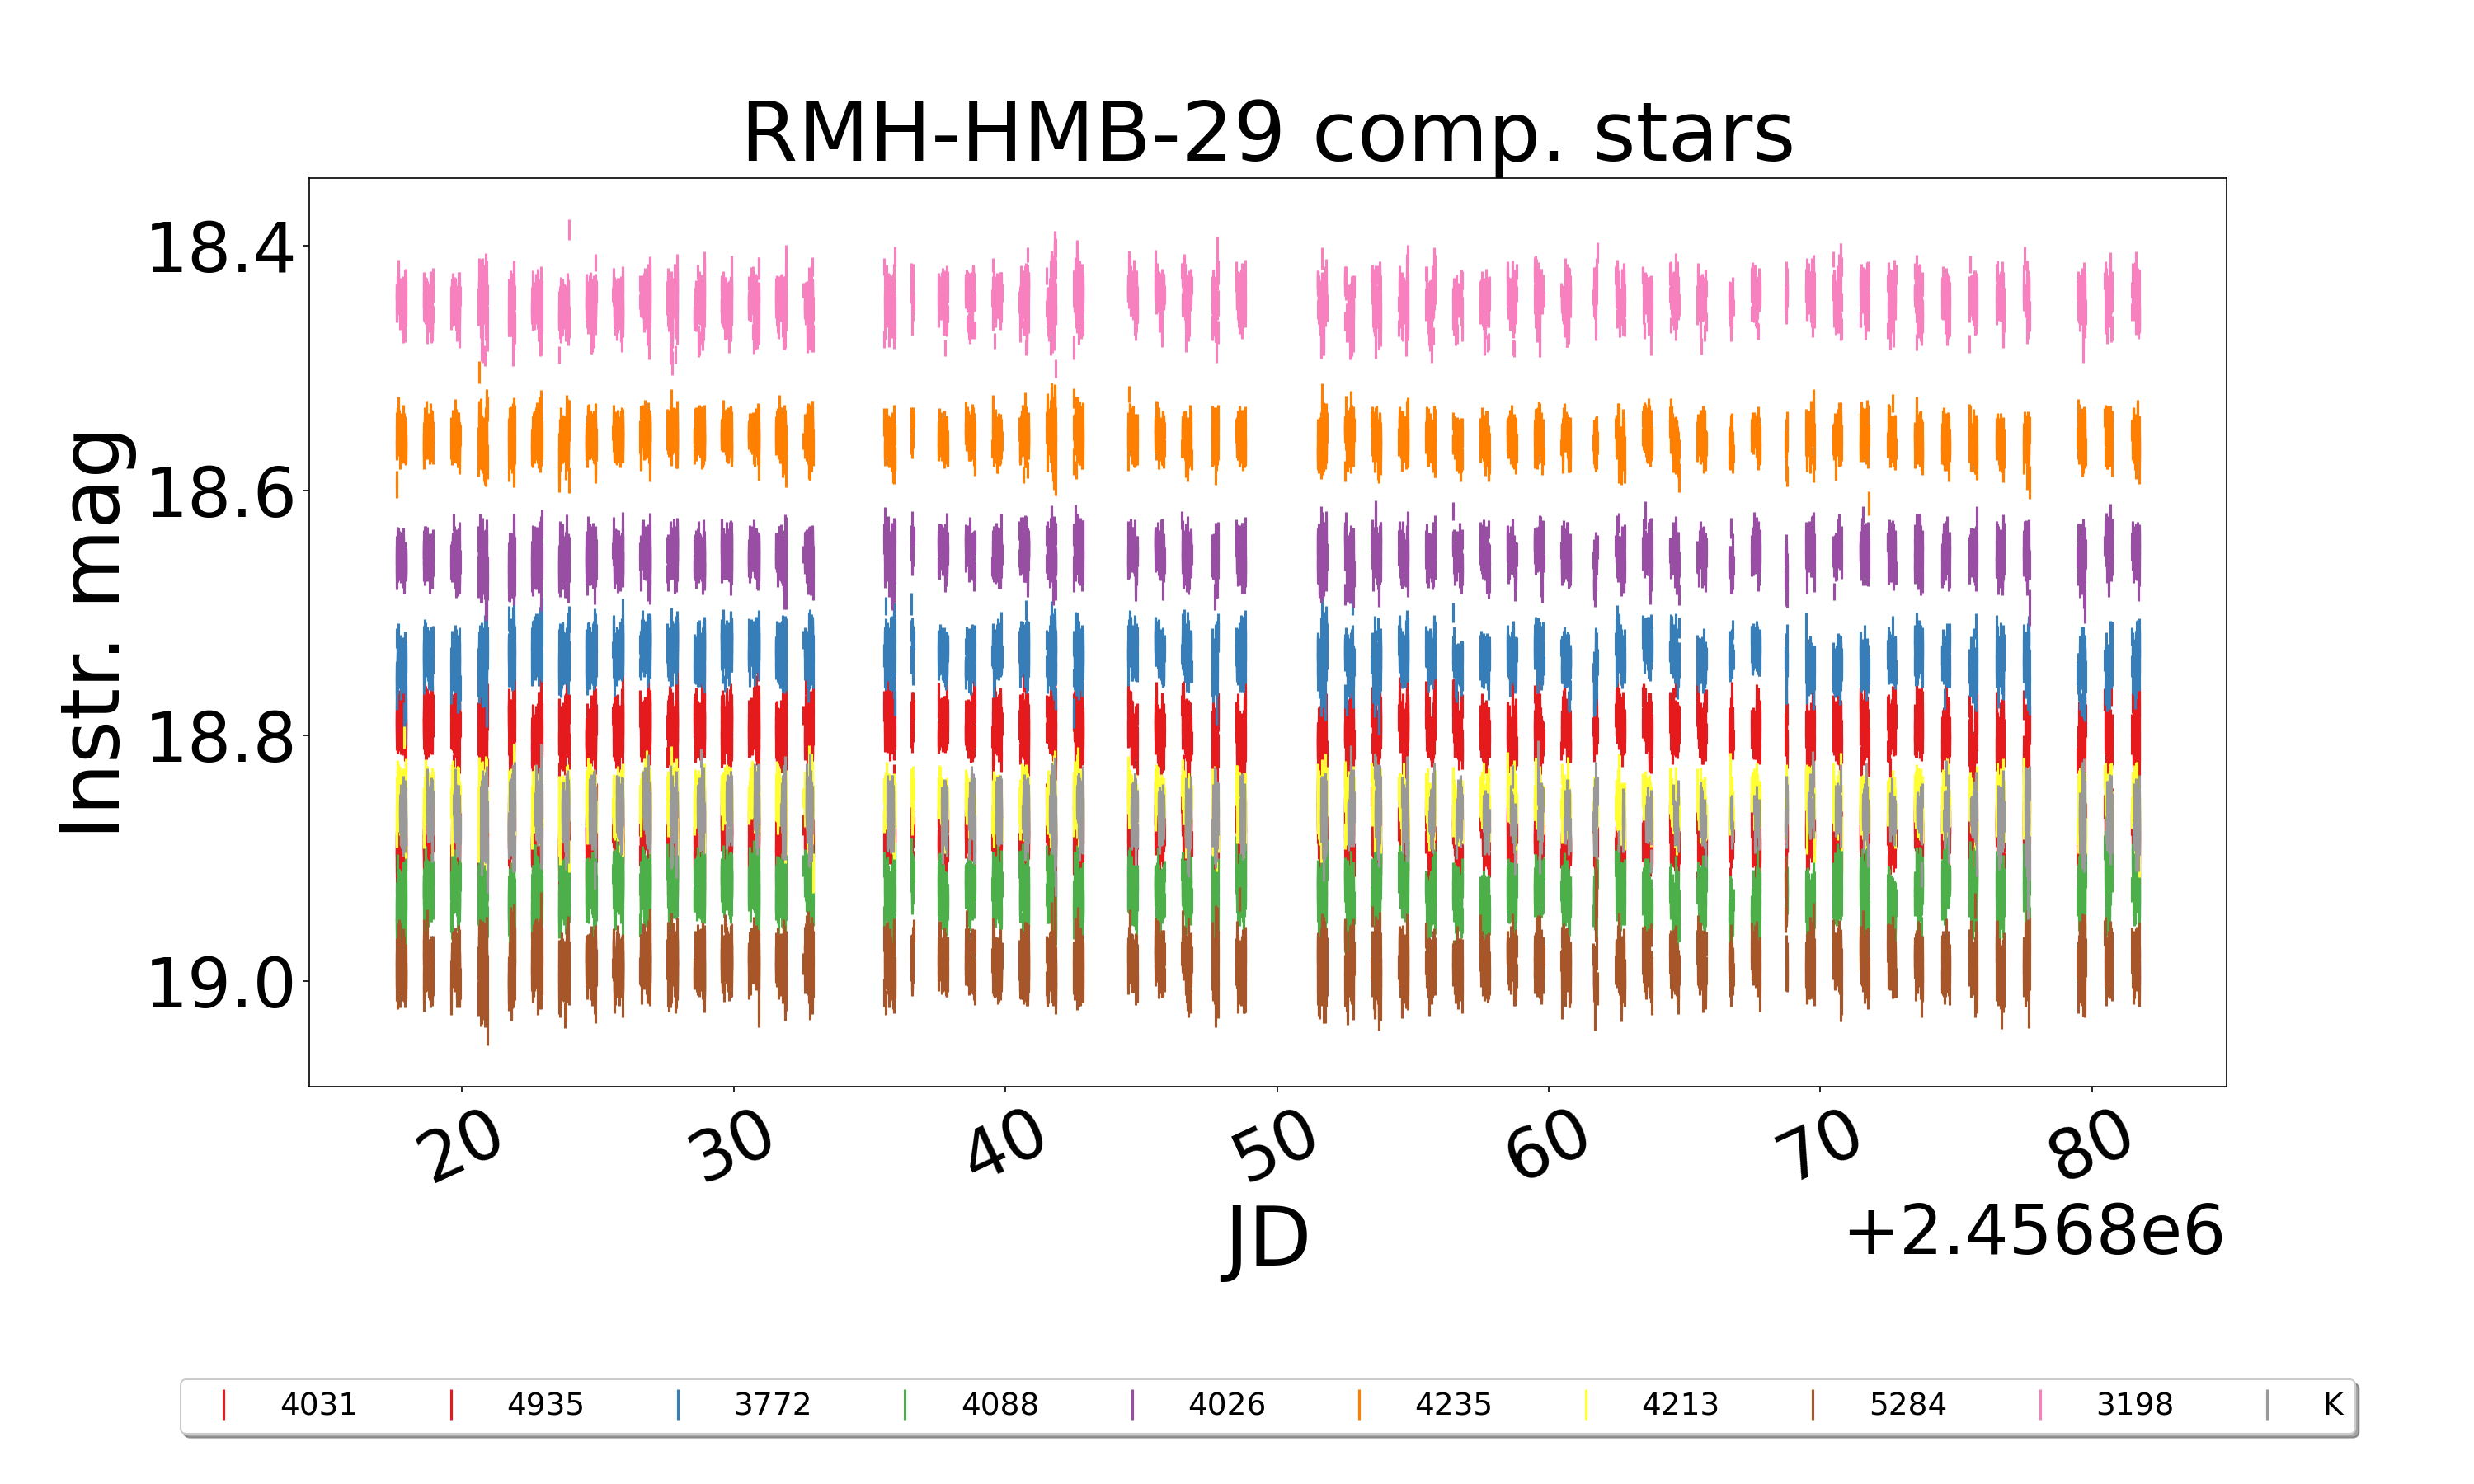 RMH-HMB-29 comp. stars
Instr. mag
18.4
18.6
18.8
19.0
20 30 40 50 60 70 80
JD
+2.4568e6
4031 4935 3772 4088 4026 4235 4213 5284 3198 K